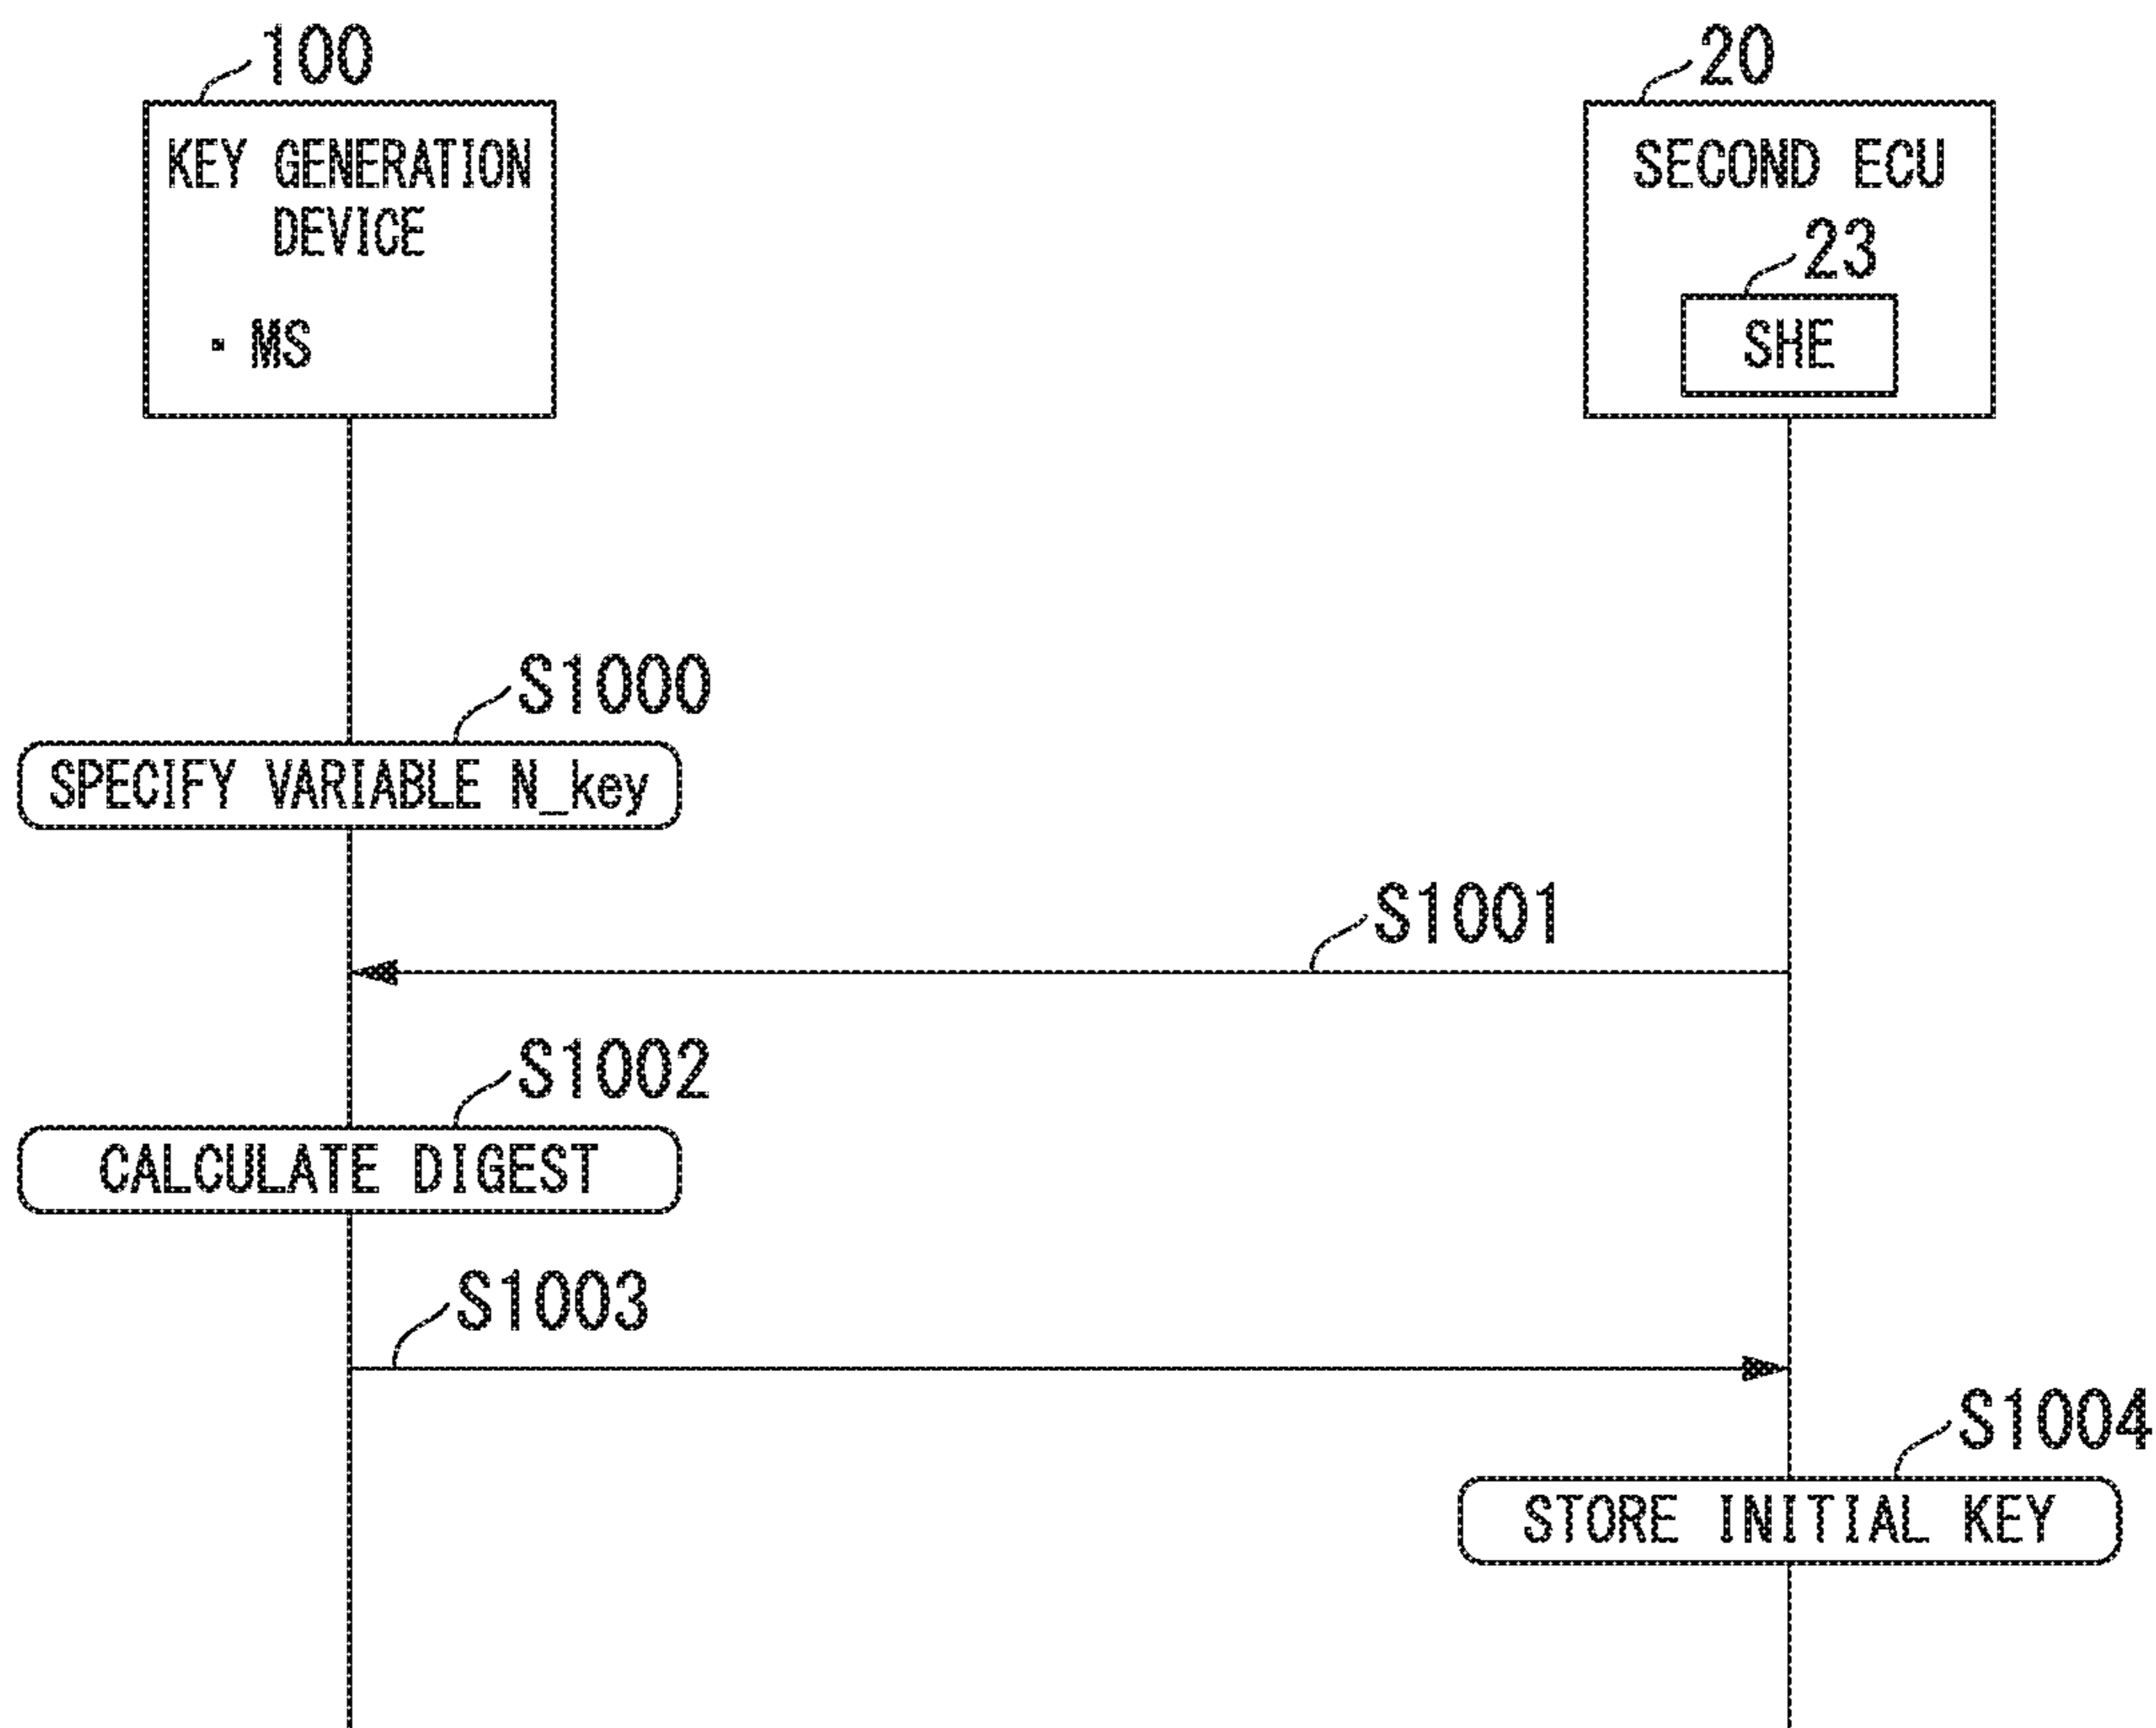 100
KEY GENERATION
DEVICE
· MS
20
SECOND ECU
23
SHE
S1000
SPECIFY VARIABLE N_key
S1001
S1002
CALCULATE DIGEST
S1003
S1004
STORE INITIAL KEY